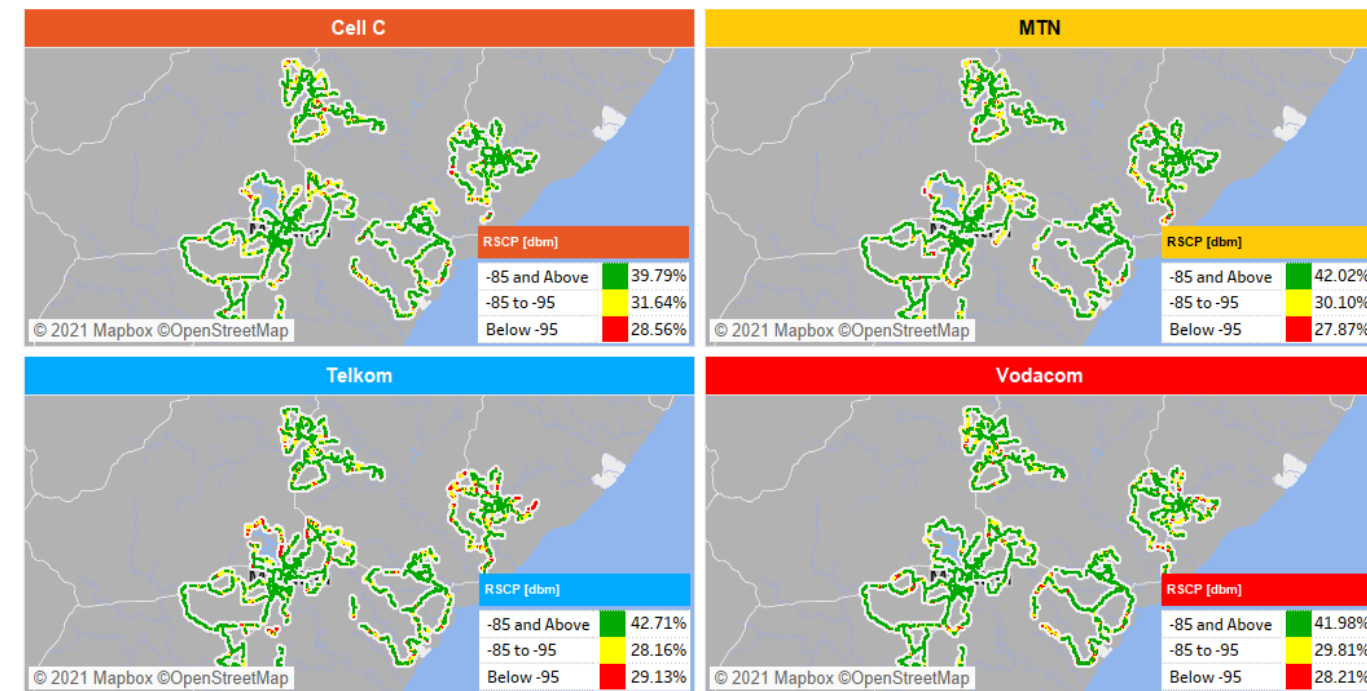 Cell C
RSCP [dbm]
-85 and Above 39.79%
-85 to -95 31.64%
Below -95 28.56%
© 2021 Mapbox ©OpenStreetMap
MTN
RSCP [dbm]
-85 and Above 42.02%
-85 to -95 30.10%
Below -95 27.87%
© 2021 Mapbox ©OpenStreetMap
Telkom
RSCP [dbm]
-85 and Above 42.71%
-85 to -95 28.16%
Below -95 29.13%
© 2021 Mapbox ©OpenStreetMap
Vodacom
RSCP [dbm]
-85 and Above 41.98%
-85 to -95 29.81%
Below -95 28.21%
© 2021 Mapbox ©OpenStreetMap